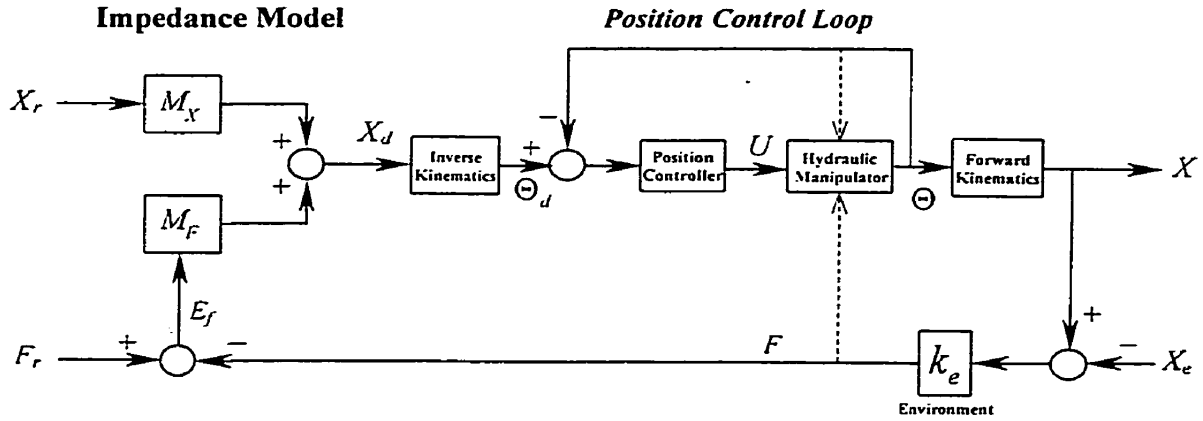 Impedance Model
Position Control Loop
X_r
M_X
+
+
X_d
Inverse
Kinematics
+
Θ_d
−
Position
Controller
U
Hydraulic
Manipulator
Θ
Forward
Kinematics
X
M_F
E_f
F_r
+
−
F
k_e
Environment
+
−
X_e